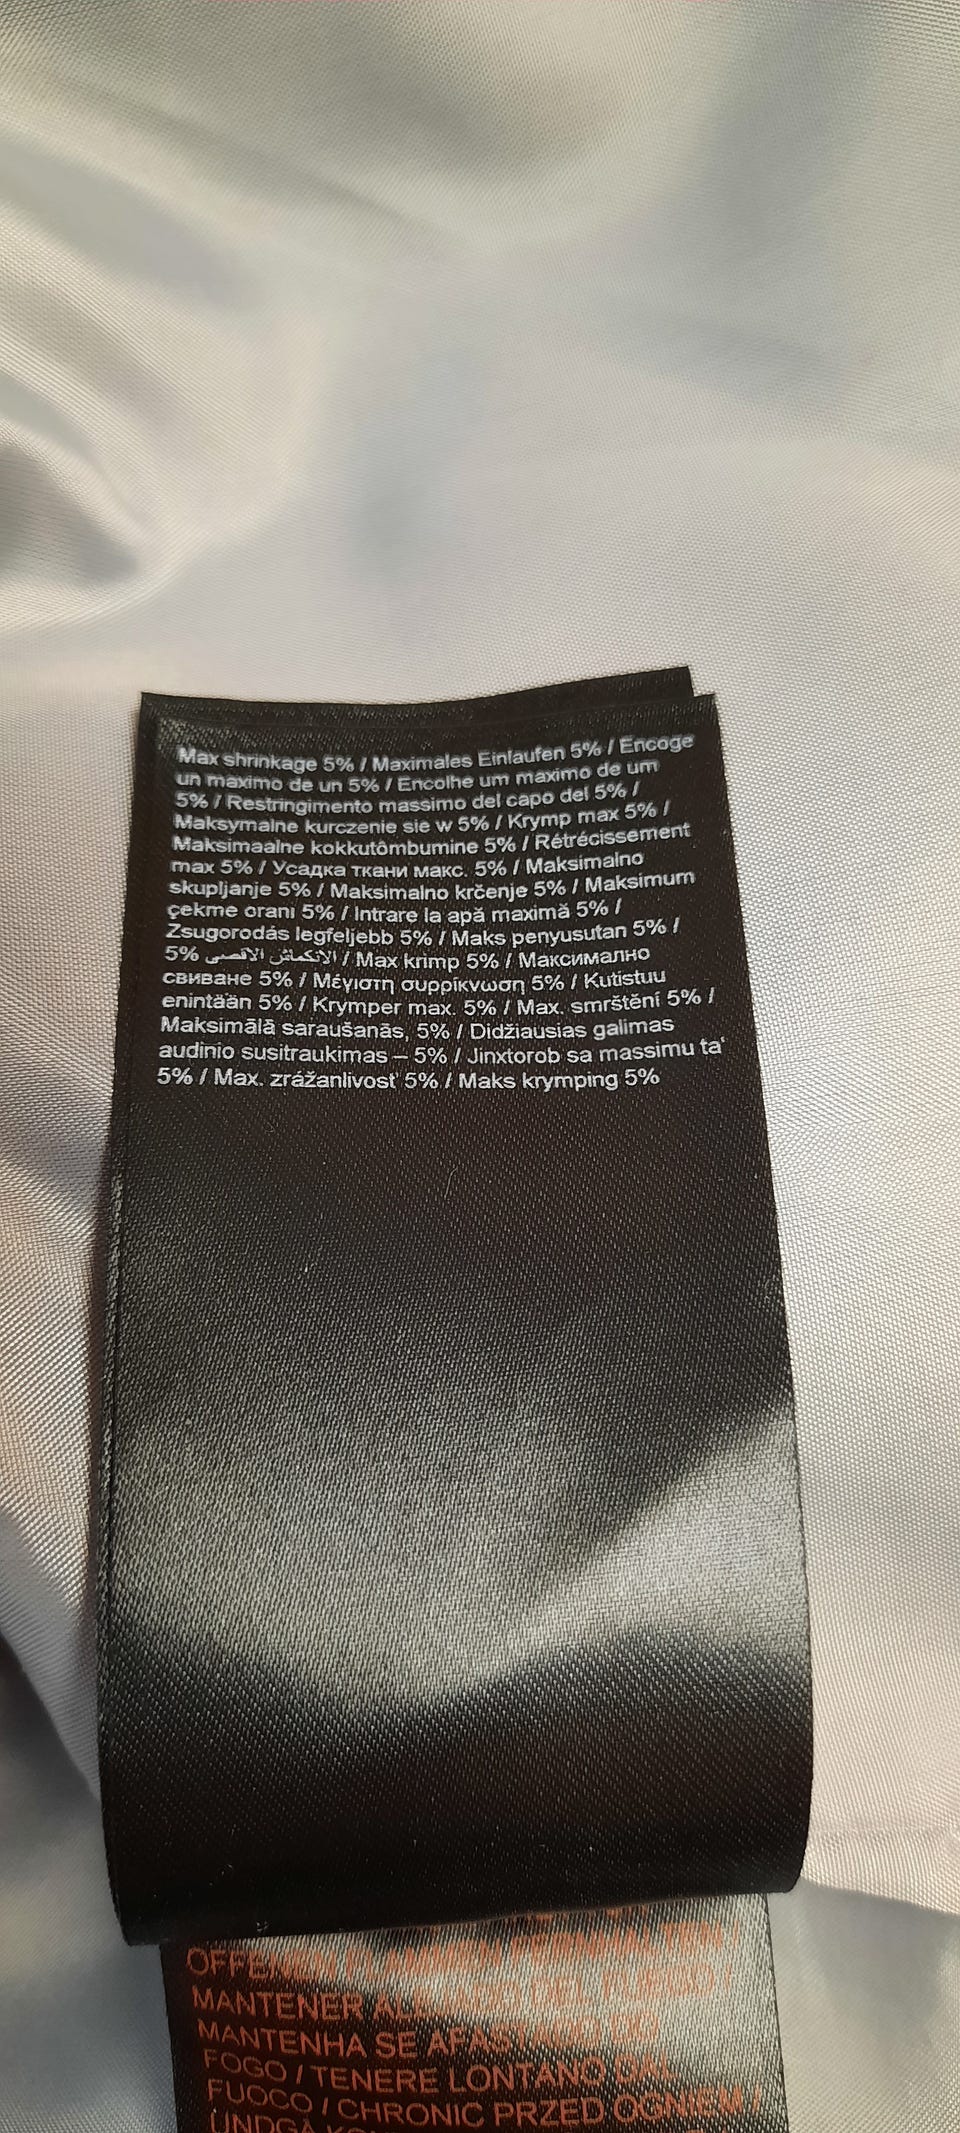 Max shrinkage 5% / Maximales Einlaufen 5% / Encoge
un maximo de un 5% / Encolhe um maximo de um
5% / Restringimento massimo del capo del 5% /
Maksymalne kurczenie sie w 5% / Krymp max 5% /
Maksimaalne kokkutõmbumine 5% / Rétrécissement
max 5% / Усадка ткани макс. 5% / Maksimalno
skupljanje 5% / Maksimalno krčenje 5% / Maksimum
çekme orani 5% / Intrare la apă maximă 5% /
Zsugorodás legfeljebb 5% / Maks penyusutan 5% /
5% الانكماش الاقصى / Max krimp 5% / Максимално
свиване 5% / Μέγιστη συρρίκνωση 5% / Kutistuu
enintään 5% / Krymper max. 5% / Max. smrštění 5% /
Maksimālā saraušanās, 5% / Didžiausias galimas
audinio susitraukimas – 5% / Jinxtorob sa massimu ta'
5% / Max. zrážanlivosť 5% / Maks krymping 5%
OFFENEN FLAMMEN FERNHALTEN
MANTENER ALEJADO DEL FUEGO /
MANTENHA SE AFASTADO DO
FOGO / TENERE LONTANO DAL
FUOCO / CHRONIC PRZED OGNIEM /
UNDGÅ